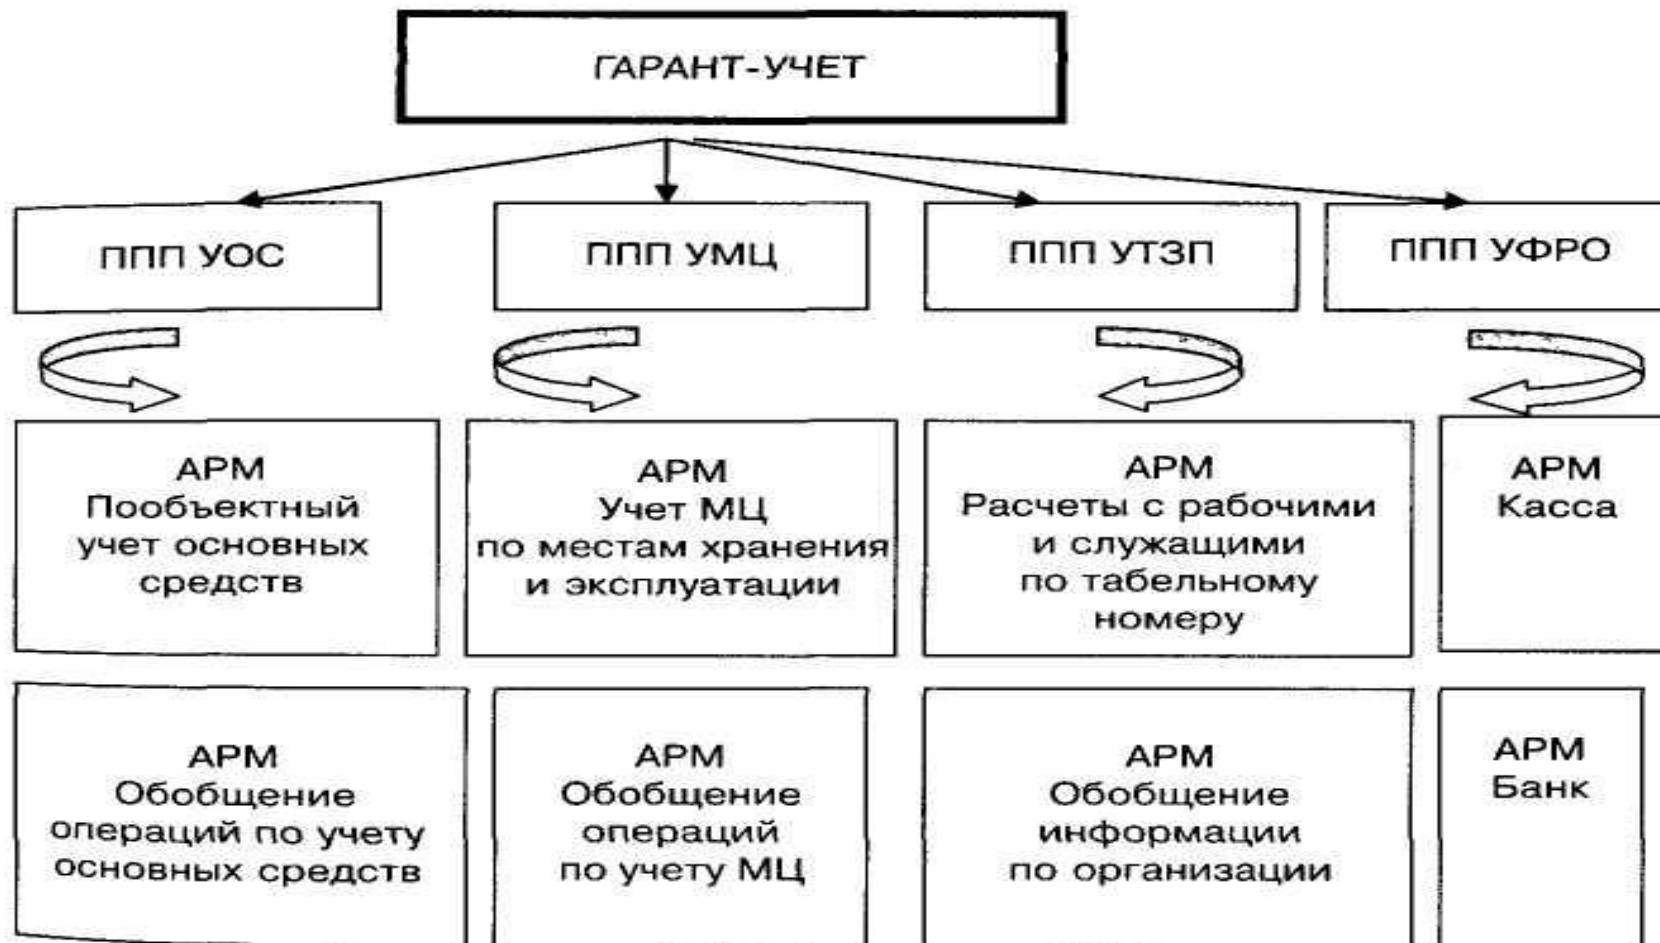 ГАРАНТ-УЧЕТ
ППП УОС
ППП УМЦ
ППП УТЗП
ППП УФРО
АРМ
Пообъектный
учет основных
средств
АРМ
Учет МЦ
по местам хранения
и эксплуатации
АРМ
Расчеты с рабочими
и служащими
по табельному
номеру
АРМ
Касса
АРМ
Обобщение
операций по учету
основных средств
АРМ
Обобщение
операций
по учету МЦ
АРМ
Обобщение
информации
по организации
АРМ
Банк